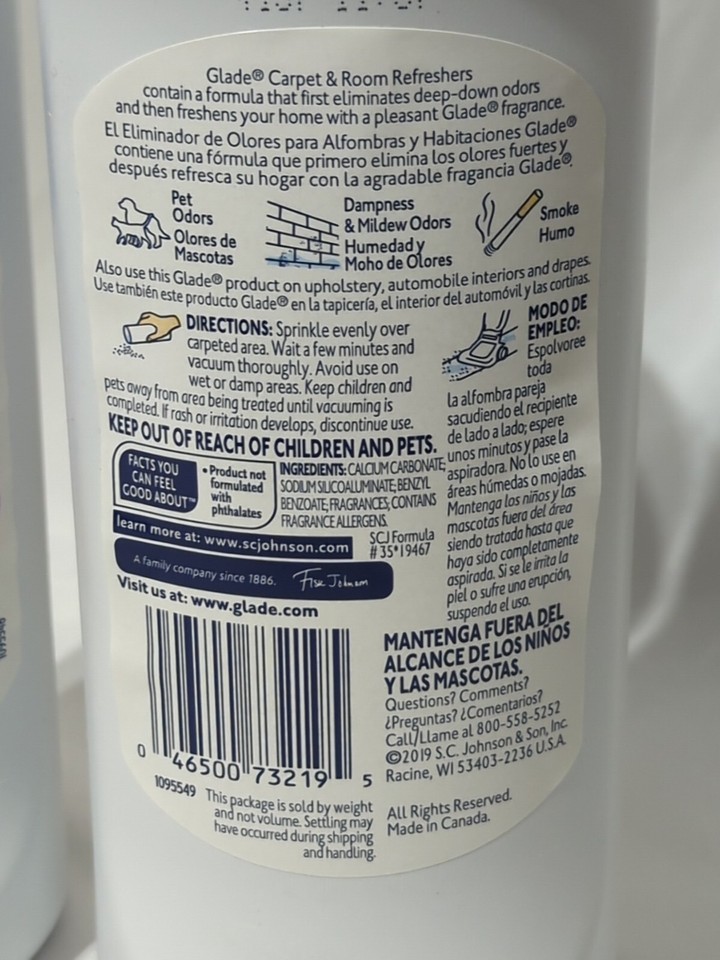 Glade® Carpet & Room Refreshers
contain a formula that first eliminates deep-down odors
and then freshens your home with a pleasant Glade® fragrance.
El Eliminador de Olores para Alfombras y Habitaciones Glade®
contiene una fórmula que primero elimina los olores fuertes y
después refresca su hogar con la agradable fragancia Glade®.
Pet
Odors
Olores de
Mascotas
Dampness
& Mildew Odors
Humedad y
Moho de Olores
Smoke
Humo
Also use this Glade® product on upholstery, automobile interiors and drapes.
Use también este producto Glade® en la tapicería, el interior del automóvil y las cortinas.
DIRECTIONS: Sprinkle evenly over
carpeted area. Wait a few minutes and
vacuum thoroughly. Avoid use on
wet or damp areas. Keep children and
pets away from area being treated until vacuuming is
completed. If rash or irritation develops, discontinue use.
KEEP OUT OF REACH OF CHILDREN AND PETS.
MODO DE
EMPLEO:
Espolvoree
toda
la alfombra pareja
sacudiendo el recipiente
de lado a lado; espere
unos minutos y pase la
aspiradora. No lo use en
áreas húmedas o mojadas.
Mantenga los niños y las
mascotas fuera del área
siendo tratada hasta que
haya sido completamente
aspirada. Si se le irrita la
piel o sufre una erupción,
suspenda el uso.
FACTS YOU
CAN FEEL
GOOD ABOUT™
• Product not
formulated
with
phthalates
INGREDIENTS: CALCIUM CARBONATE;
SODIUM SILICOALUMINATE; BENZYL
BENZOATE; FRAGRANCES; CONTAINS
FRAGRANCE ALLERGENS.
learn more at: www.scjohnson.com
SCJ Formula
# 35*19467
A family company since 1886. Fisk Johnson
Visit us at: www.glade.com
MANTENGA FUERA DEL
ALCANCE DE LOS NIÑOS
Y LAS MASCOTAS.
Questions? Comments?
¿Preguntas? ¿Comentarios?
Call/Llame al 800-558-5252
©2019 S.C. Johnson & Son, Inc.
Racine, WI 53403-2236 U.S.A.
0 46500 73219 5
1095549
This package is sold by weight
and not volume. Settling may
have occurred during shipping
and handling.
All Rights Reserved.
Made in Canada.